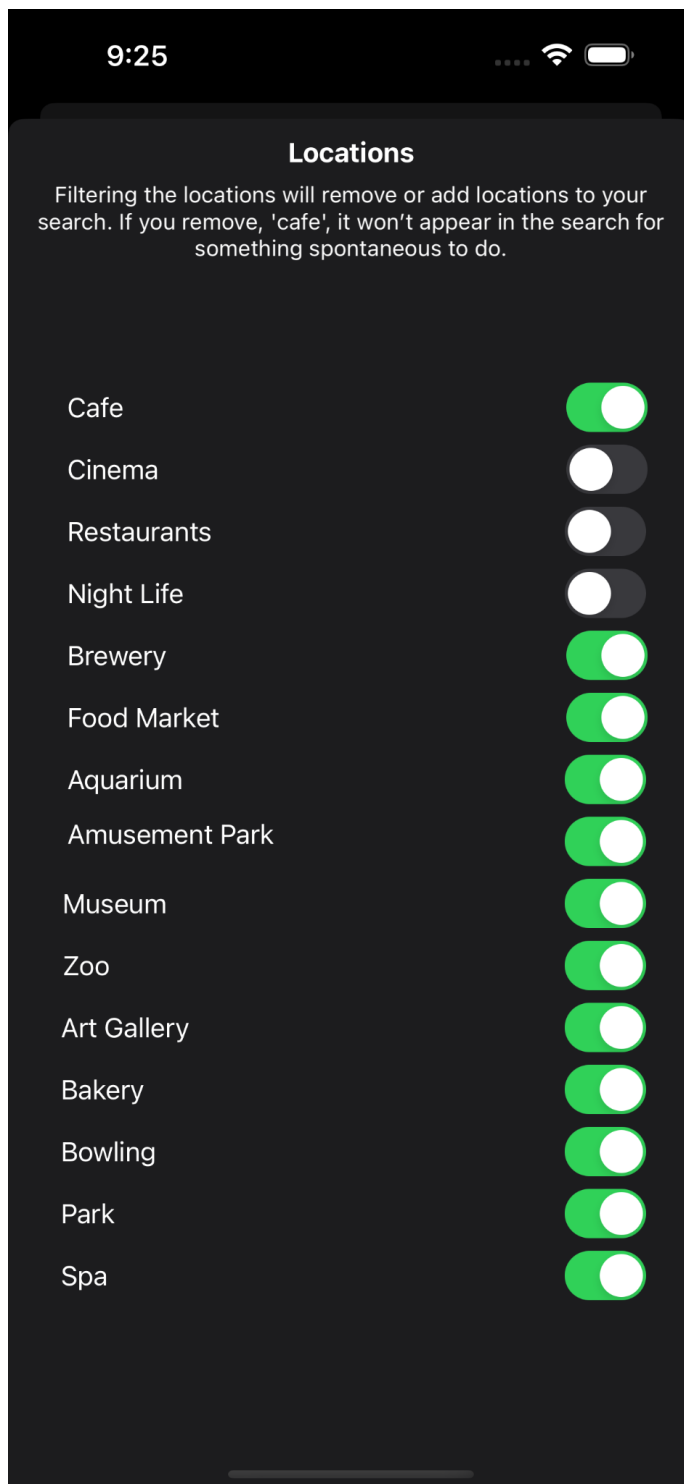 9:25
Locations
Filtering the locations will remove or add locations to your
search. If you remove, 'cafe', it won’t appear in the search for
something spontaneous to do.
Cafe
Cinema
Restaurants
Night Life
Brewery
Food Market
Aquarium
Amusement Park
Museum
Zoo
Art Gallery
Bakery
Bowling
Park
Spa